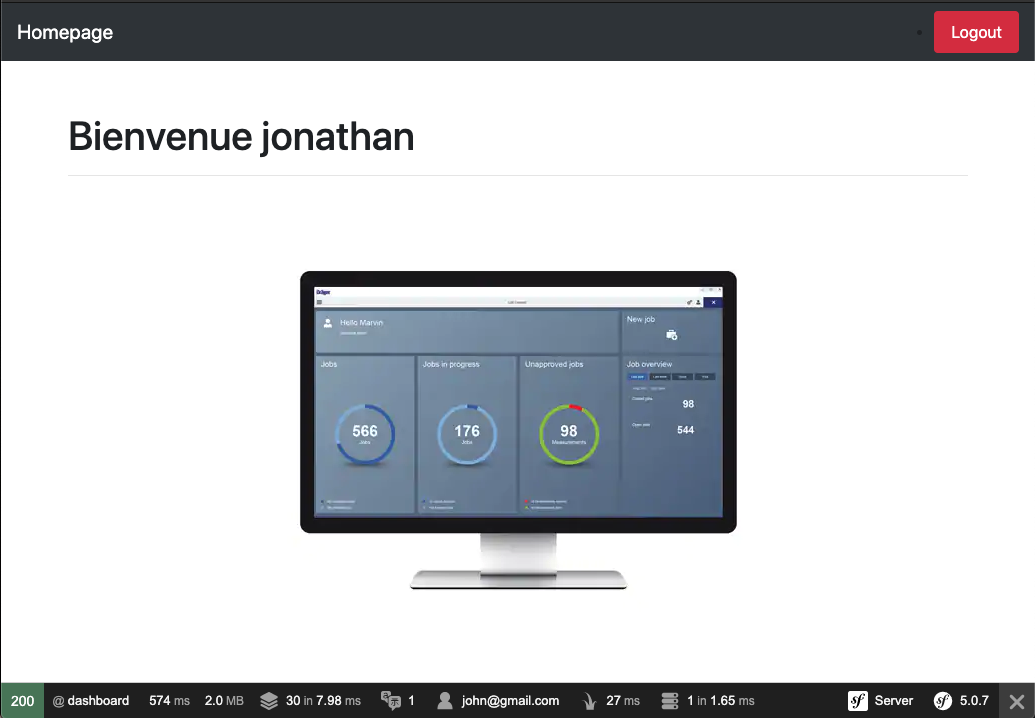 Homepage
Logout
Bienvenue jonathan
Dräger
Hello Marvin
New job
Jobs
Jobs in progress
Unapproved jobs
Job overview
566
Jobs
176
Jobs
98
Measurements
98
544
200 @ dashboard 574 ms 2.0 MB 30 in 7.98 ms 1 john@gmail.com 27 ms 1 in 1.65 ms Server 5.0.7